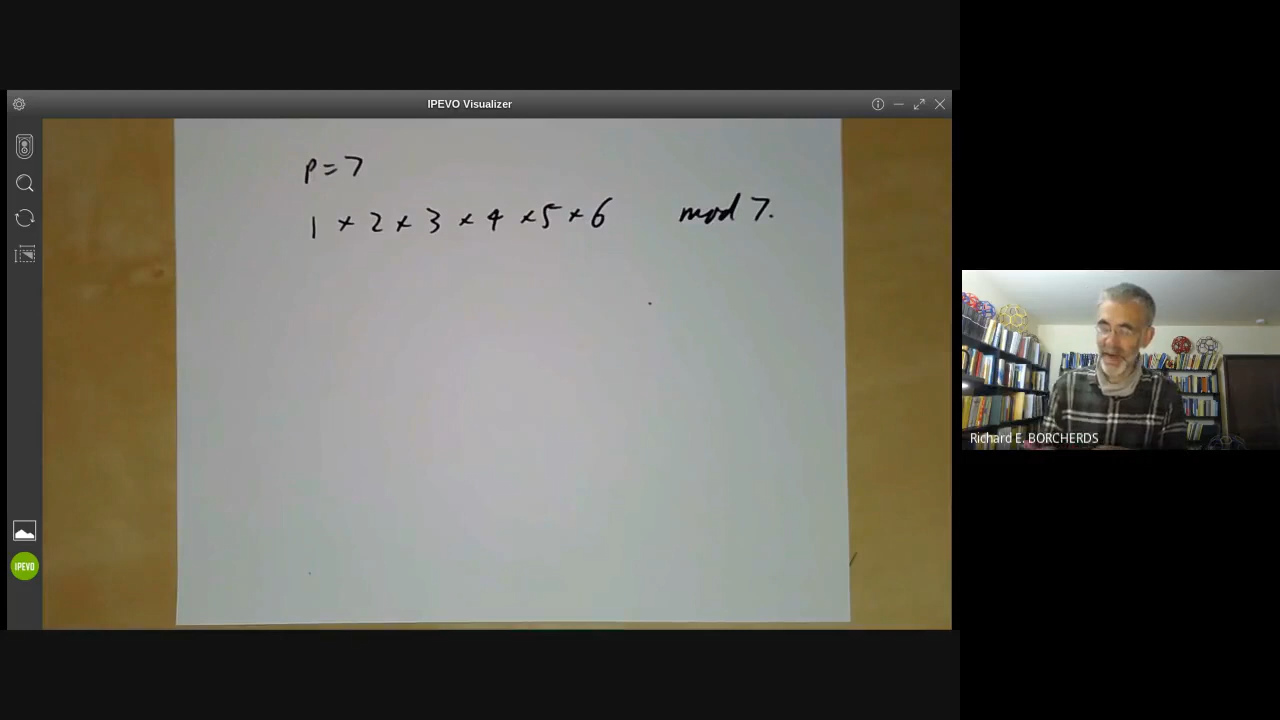 IPEVO Visualizer
p = 7
1 × 2 × 3 × 4 × 5 × 6 mod 7.
Richard E. BORCHERDS
IPEVO